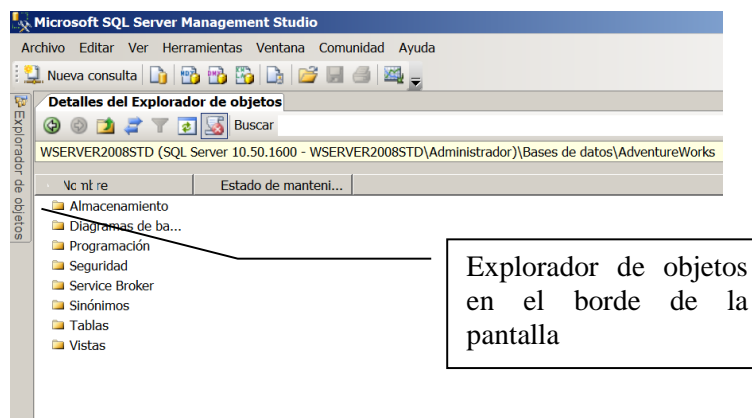 Microsoft SQL Server Management Studio
Archivo Editar Ver Herramientas Ventana Comunidad Ayuda
Nueva consulta
Explorador de objetos
Detalles del Explorador de objetos
Buscar
WSERVER2008STD (SQL Server 10.50.1600 - WSERVER2008STD\Administrador)\Bases de datos\AdventureWorks
Nombre Estado de manteni...
Almacenamiento
Diagramas de ba...
Programación
Seguridad
Service Broker
Sinónimos
Tablas
Vistas
Explorador de objetos
en el borde de la
pantalla